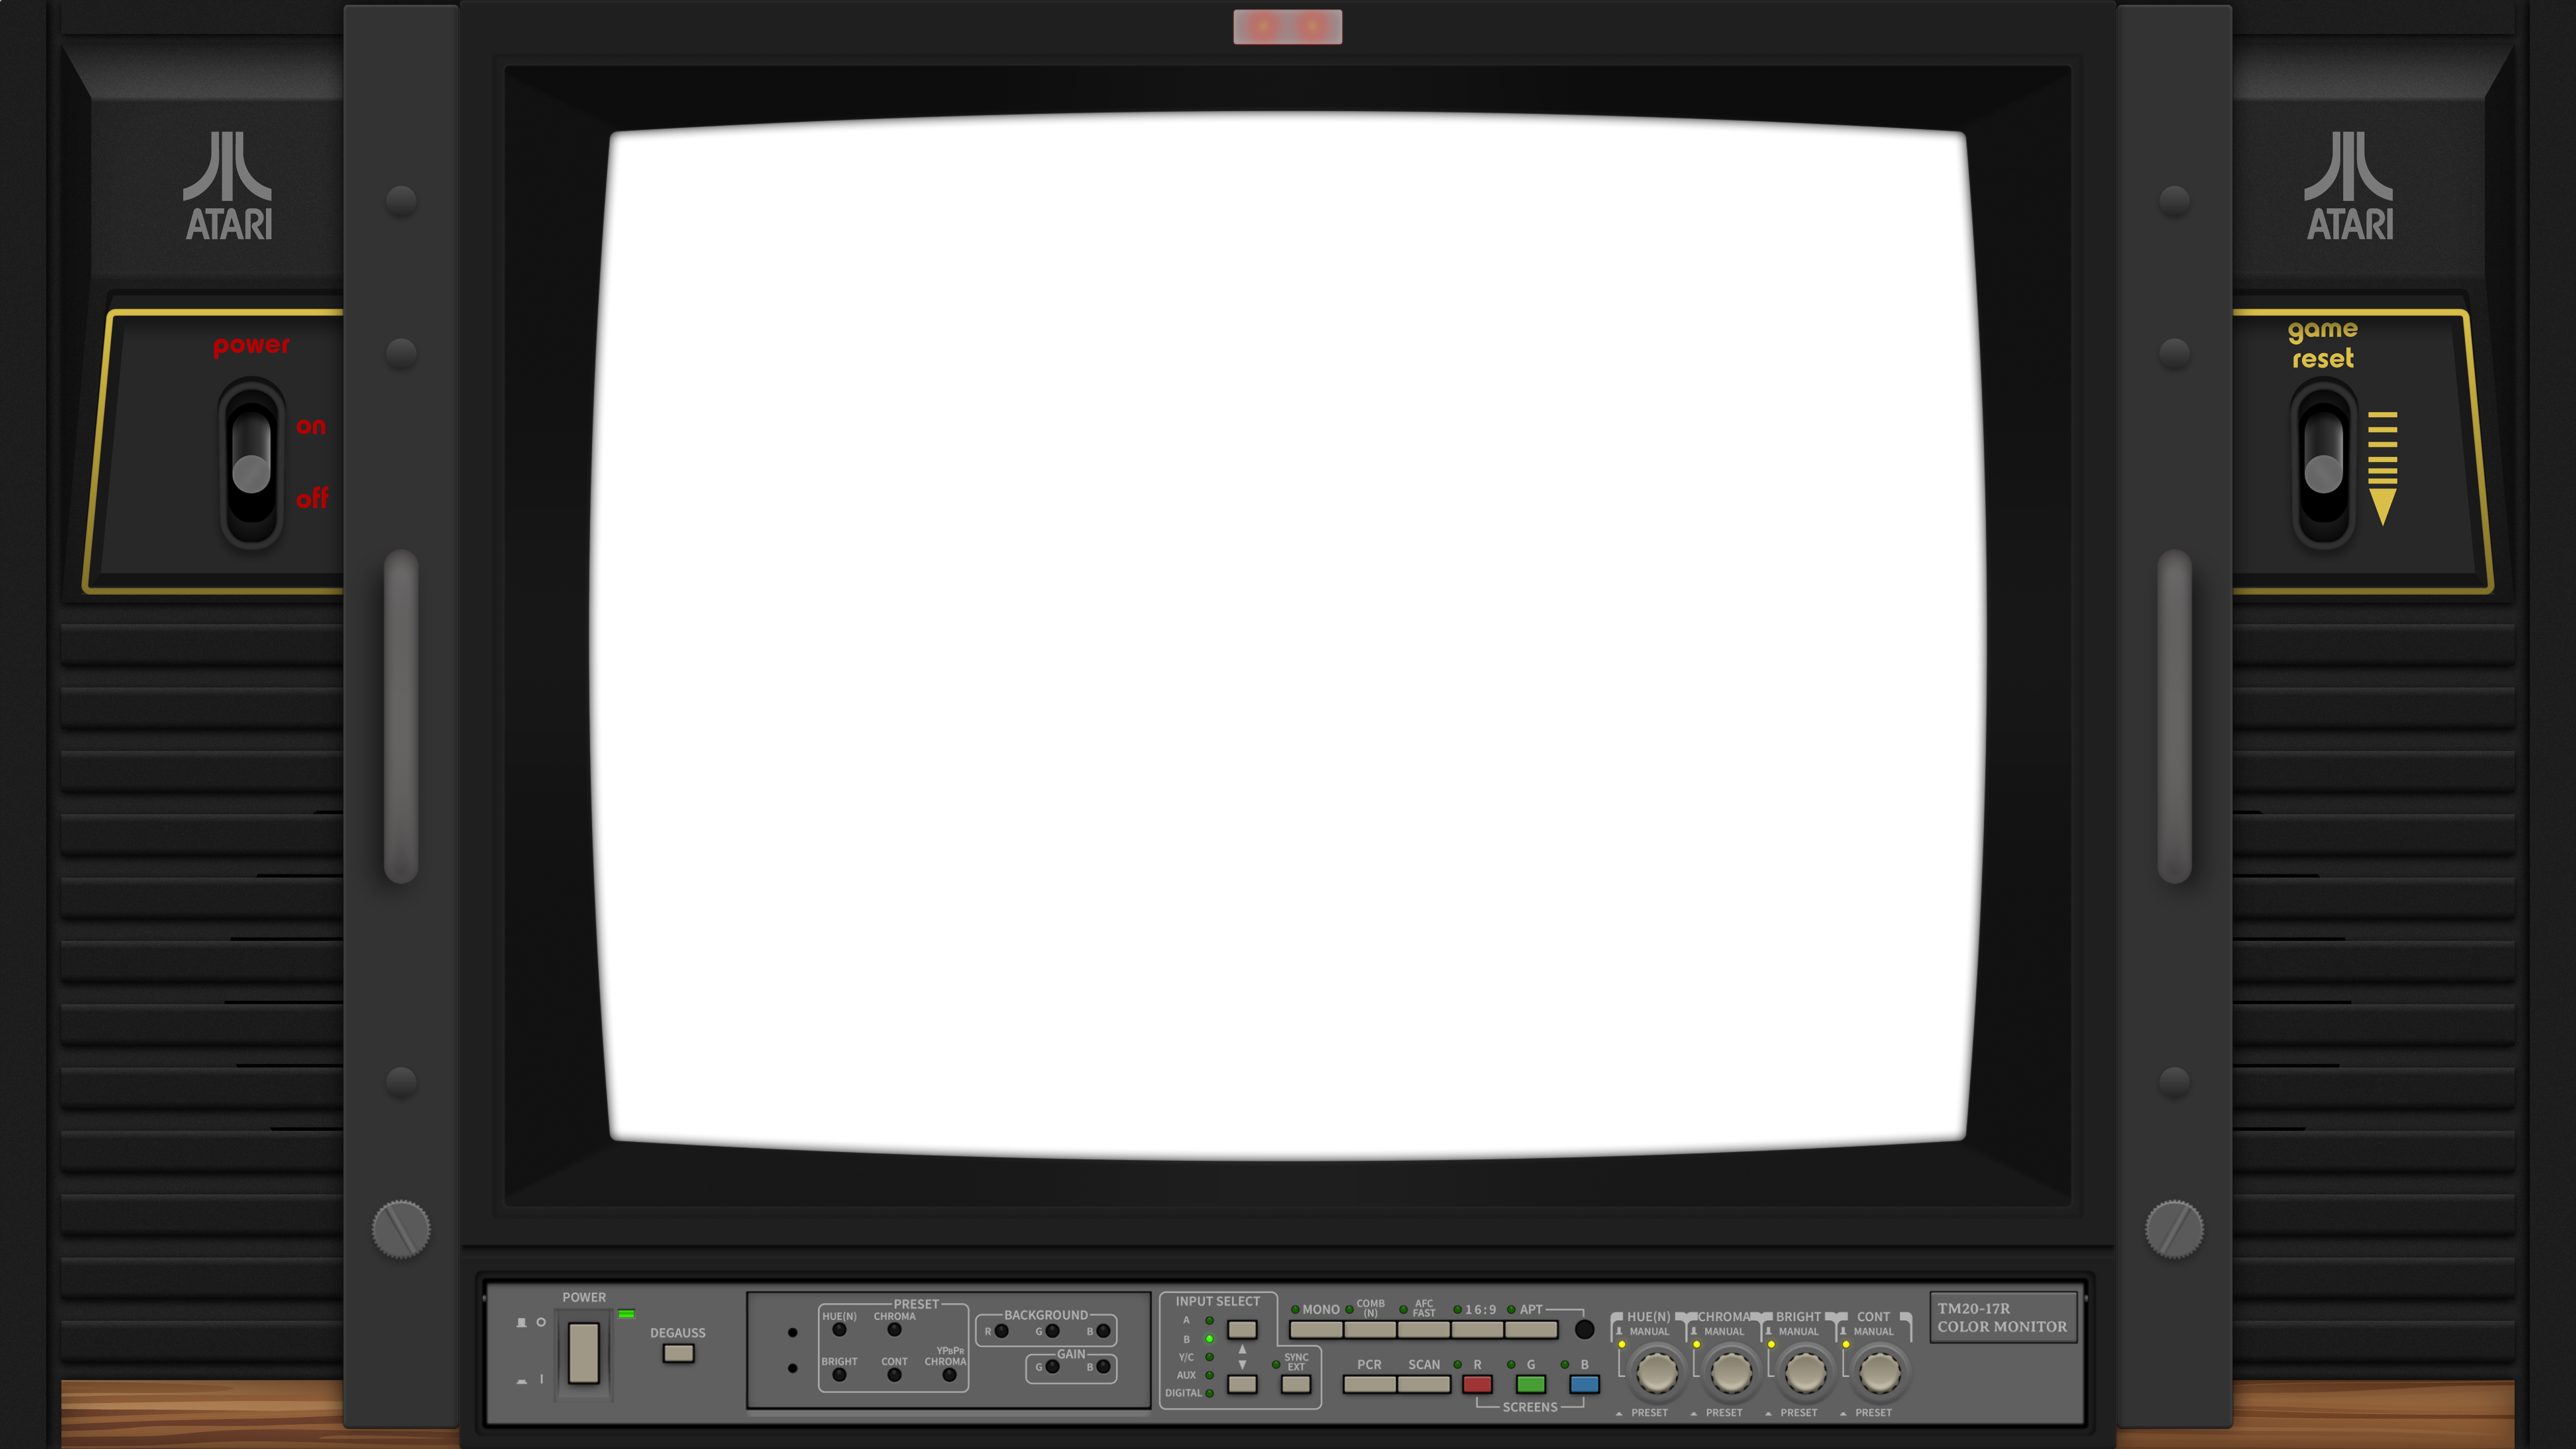 ATARI
power
on
off
ATARI
game
reset
POWER
DEGAUSS
PRESET
HUE(N) CHROMA
BRIGHT CONT YPBPR CHROMA
BACKGROUND
R G B
GAIN
G B
INPUT SELECT
A
B
Y/C
AUX
DIGITAL
SYNC
EXT
MONO COMB (N) AFC FAST 16:9 APT
PCR SCAN R G B
SCREENS
HUE(N) CHROMA BRIGHT CONT
MANUAL MANUAL MANUAL MANUAL
PRESET PRESET PRESET PRESET
TM20-17R
COLOR MONITOR